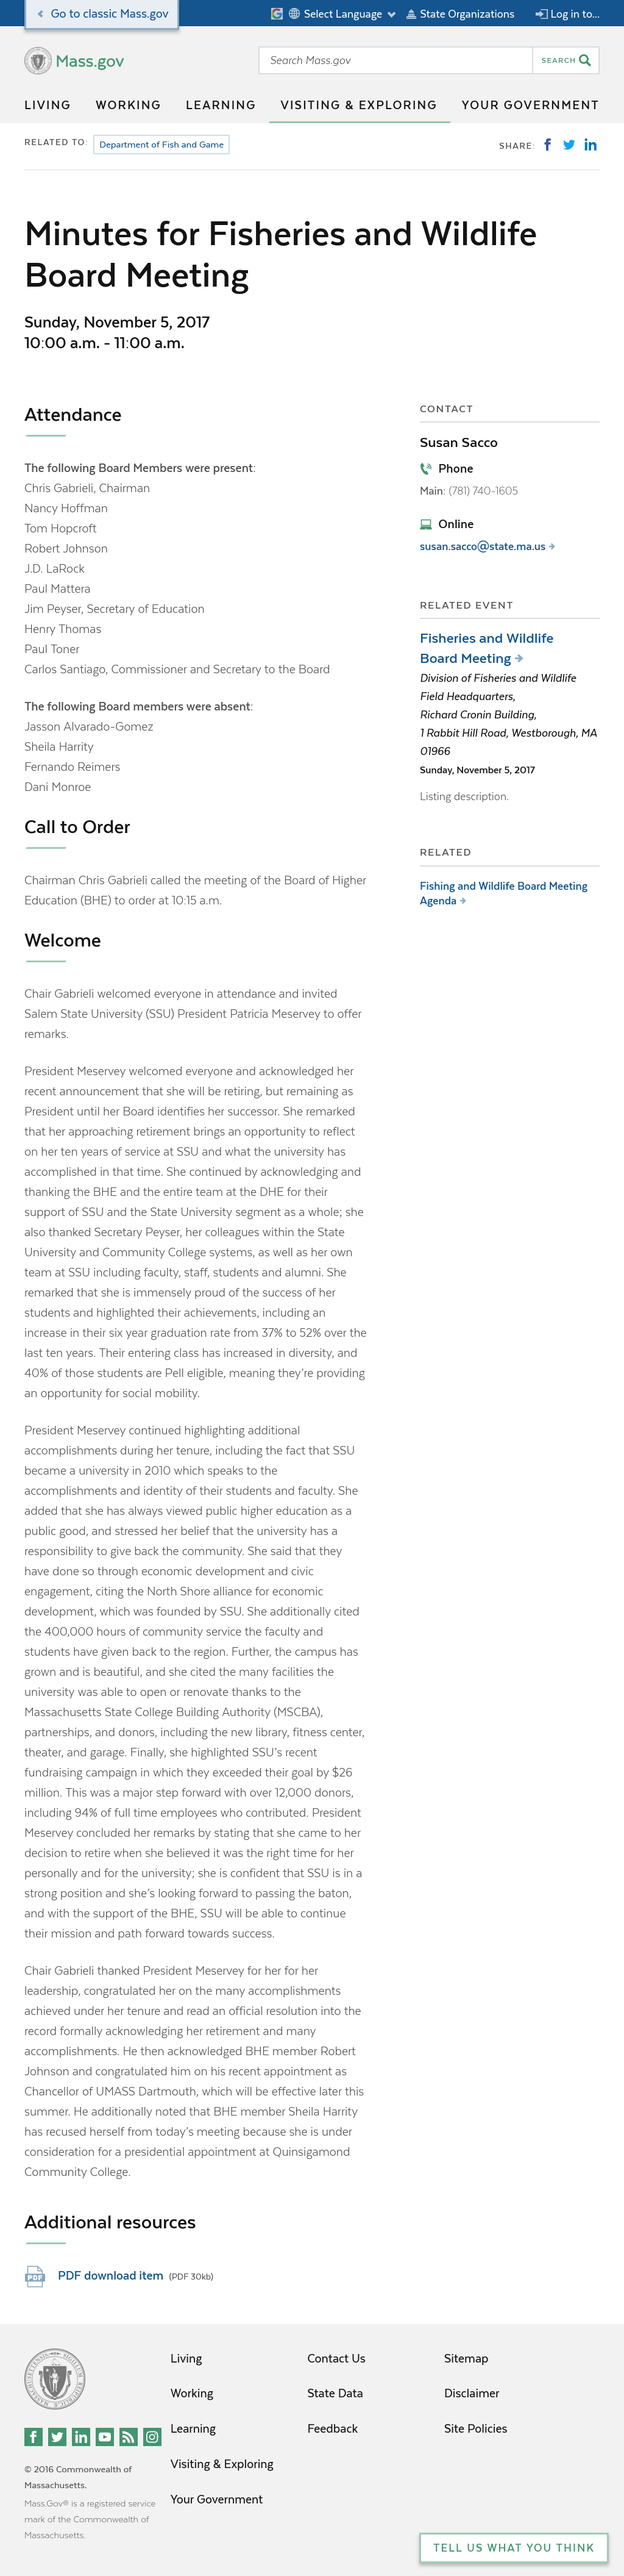 Go to classic Mass.gov
Select Language
State Organizations
Log in to...
Mass.gov
Search Mass.gov
SEARCH
LIVING
WORKING
LEARNING
VISITING & EXPLORING
YOUR GOVERNMENT
RELATED TO: Department of Fish and Game
SHARE:
Minutes for Fisheries and Wildlife
Board Meeting
Sunday, November 5, 2017
10:00 a.m. - 11:00 a.m.
Attendance
The following Board Members were present:
Chris Gabrieli, Chairman
Nancy Hoffman
Tom Hopcroft
Robert Johnson
J.D. LaRock
Paul Mattera
Jim Peyser, Secretary of Education
Henry Thomas
Paul Toner
Carlos Santiago, Commissioner and Secretary to the Board
The following Board members were absent:
Jasson Alvarado-Gomez
Sheila Harrity
Fernando Reimers
Dani Monroe
Call to Order
Chairman Chris Gabrieli called the meeting of the Board of Higher
Education (BHE) to order at 10:15 a.m.
Welcome
Chair Gabrieli welcomed everyone in attendance and invited
Salem State University (SSU) President Patricia Meservey to offer
remarks.
President Meservey welcomed everyone and acknowledged her
recent announcement that she will be retiring, but remaining as
President until her Board identifies her successor. She remarked
that her approaching retirement brings an opportunity to reflect
on her ten years of service at SSU and what the university has
accomplished in that time. She continued by acknowledging and
thanking the BHE and the entire team at the DHE for their
support of SSU and the State University segment as a whole; she
also thanked Secretary Peyser, her colleagues within the State
University and Community College systems, as well as her own
team at SSU including faculty, staff, students and alumni. She
remarked that she is immensely proud of the success of her
students and highlighted their achievements, including an
increase in their six year graduation rate from 37% to 52% over the
last ten years. Their entering class has increased in diversity, and
40% of those students are Pell eligible, meaning they're providing
an opportunity for social mobility.
President Meservey continued highlighting additional
accomplishments during her tenure, including the fact that SSU
became a university in 2010 which speaks to the
accomplishments and identity of their students and faculty. She
added that she has always viewed public higher education as a
public good, and stressed her belief that the university has a
responsibility to give back the community. She said that they
have done so through economic development and civic
engagement, citing the North Shore alliance for economic
development, which was founded by SSU. She additionally cited
the 400,000 hours of community service the faculty and
students have given back to the region. Further, the campus has
grown and is beautiful, and she cited the many facilities the
university was able to open or renovate thanks to the
Massachusetts State College Building Authority (MSCBA),
partnerships, and donors, including the new library, fitness center,
theater, and garage. Finally, she highlighted SSU's recent
fundraising campaign in which they exceeded their goal by $26
million. This was a major step forward with over 12,000 donors,
including 94% of full time employees who contributed. President
Meservey concluded her remarks by stating that she came to her
decision to retire when she believed it was the right time for her
personally and for the university; she is confident that SSU is in a
strong position and she's looking forward to passing the baton,
and with the support of the BHE, SSU will be able to continue
their mission and path forward towards success.
Chair Gabrieli thanked President Meservey for her for her
leadership, congratulated her on the many accomplishments
achieved under her tenure and read an official resolution into the
record formally acknowledging her retirement and many
accomplishments. He then acknowledged BHE member Robert
Johnson and congratulated him on his recent appointment as
Chancellor of UMASS Dartmouth, which will be effective later this
summer. He additionally noted that BHE member Sheila Harrity
has recused herself from today's meeting because she is under
consideration for a presidential appointment at Quinsigamond
Community College.
Additional resources
PDF
PDF download item (PDF 30kb)
CONTACT
Susan Sacco
Phone
Main: (781) 740-1605
Online
susan.sacco@state.ma.us
RELATED EVENT
Fisheries and Wildlife
Board Meeting
Division of Fisheries and Wildlife
Field Headquarters,
Richard Cronin Building,
1 Rabbit Hill Road, Westborough, MA
01966
Sunday, November 5, 2017
Listing description.
RELATED
Fishing and Wildlife Board Meeting
Agenda
Living
Working
Learning
Visiting & Exploring
Your Government
Contact Us
State Data
Feedback
Sitemap
Disclaimer
Site Policies
© 2016 Commonwealth of
Massachusetts.
Mass.Gov® is a registered service
mark of the Commonwealth of
Massachusetts.
TELL US WHAT YOU THINK